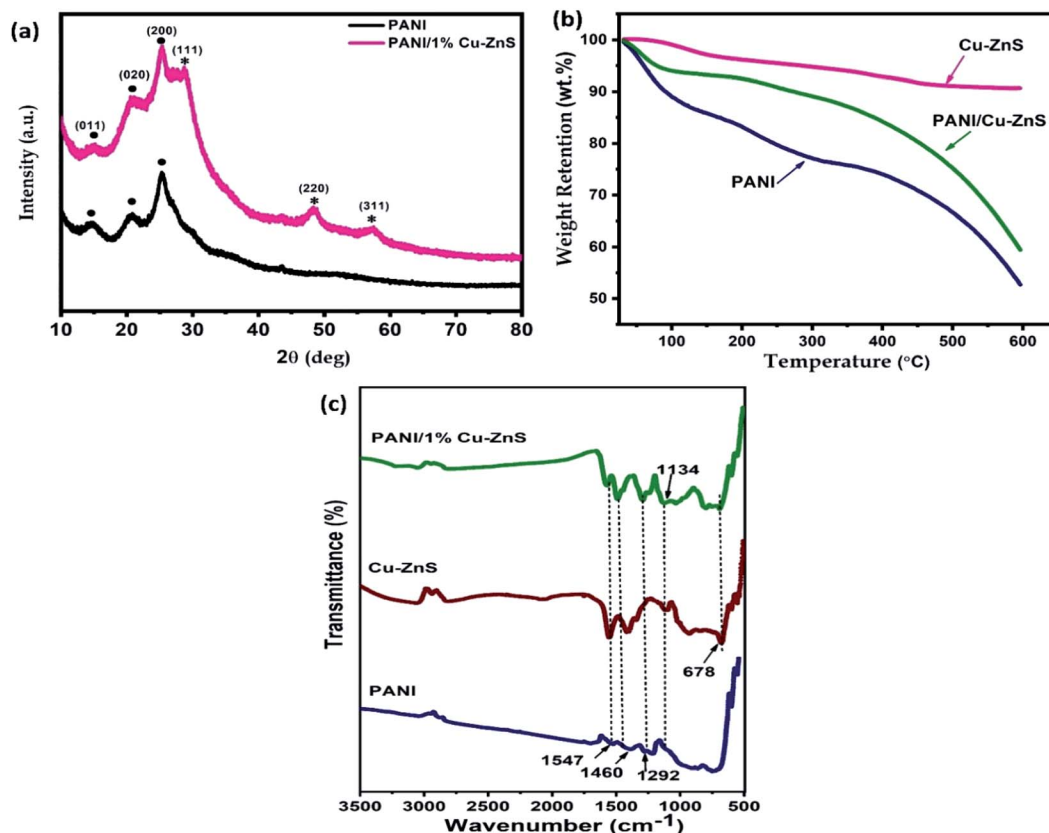 (a)
PANI
PANI/1% Cu-ZnS
(200)
(111)
*
(020)
(011)
(220)
*
(311)
*
Intensity (a.u.)
10 20 30 40 50 60 70 80
2θ (deg)
(b)
100
90
80
70
60
50
Weight Retention (wt.%)
Cu-ZnS
PANI/Cu-ZnS
PANI
100 200 300 400 500 600
Temperature (°C)
(c)
PANI/1% Cu-ZnS
1134
Cu-ZnS
678
PANI
1547
1460
1292
Transmittance (%)
3500 3000 2500 2000 1500 1000 500
Wavenumber (cm⁻¹)